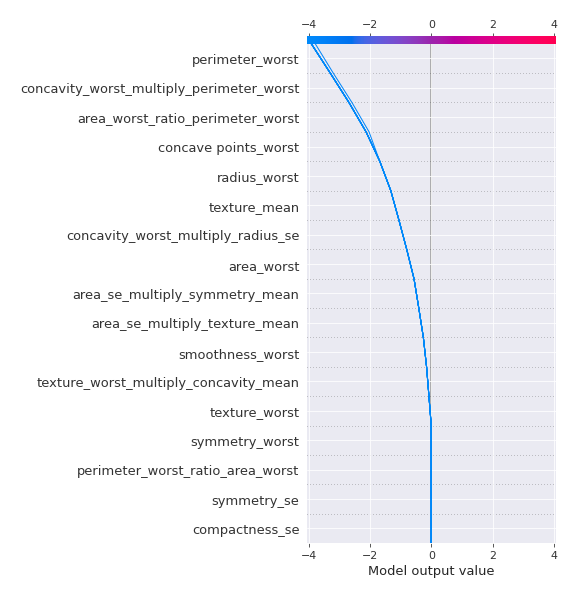 −4 −2 0 2 4
perimeter_worst
concavity_worst_multiply_perimeter_worst
area_worst_ratio_perimeter_worst
concave points_worst
radius_worst
texture_mean
concavity_worst_multiply_radius_se
area_worst
area_se_multiply_symmetry_mean
area_se_multiply_texture_mean
smoothness_worst
texture_worst_multiply_concavity_mean
texture_worst
symmetry_worst
perimeter_worst_ratio_area_worst
symmetry_se
compactness_se
−4 −2 0 2 4
Model output value